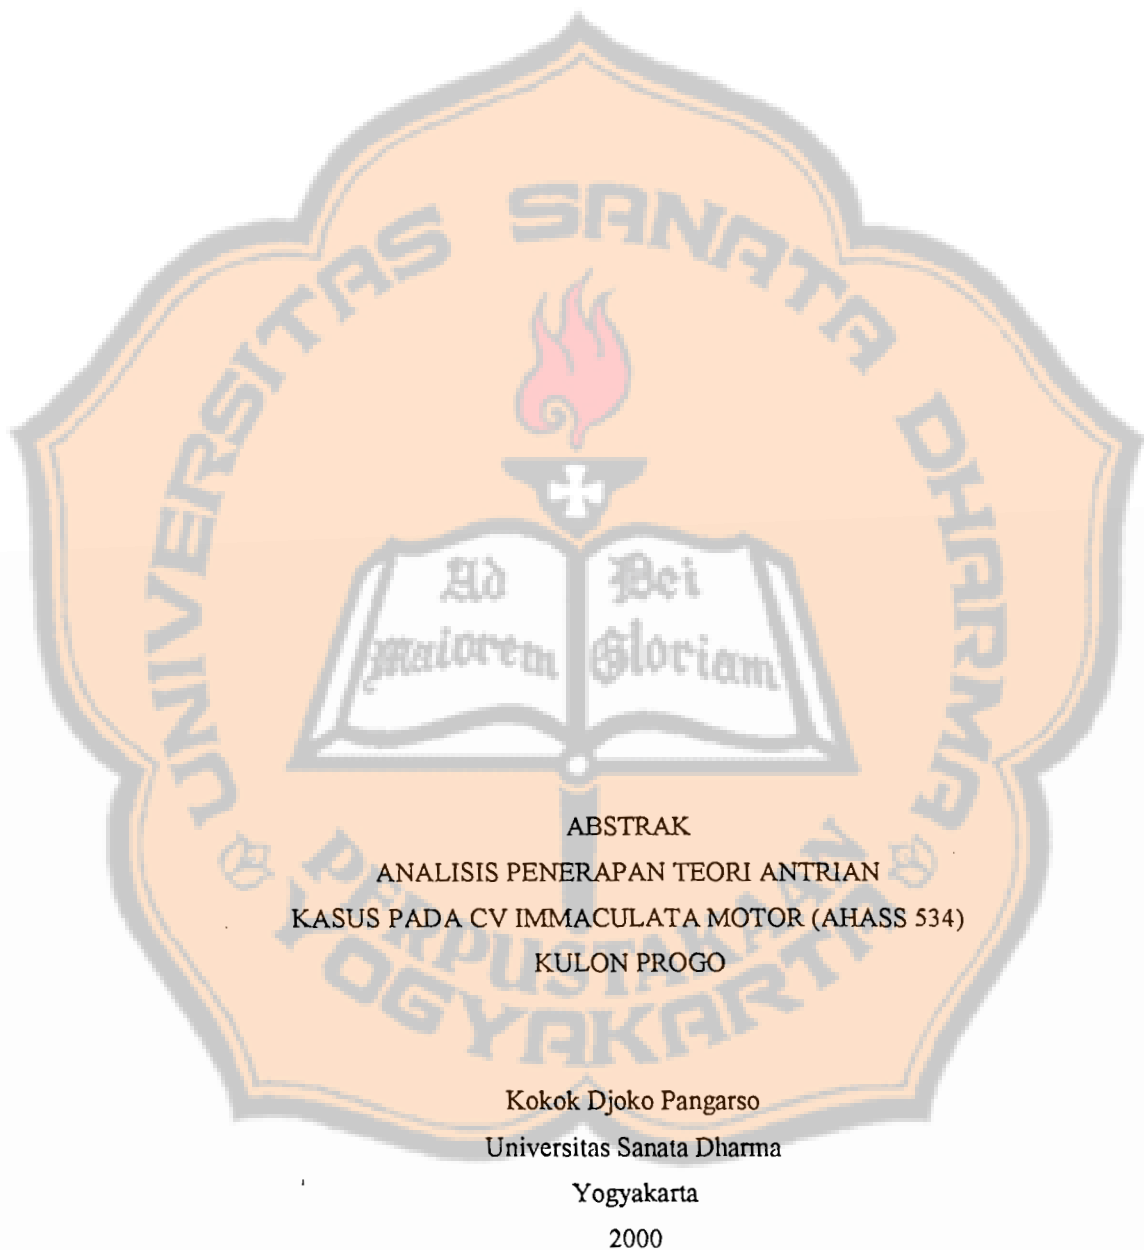 UNIVERSITAS SANATA DHARMA
Ad Dei
Maiorem Gloriam
ABSTRAK
ANALISIS PENERAPAN TEORI ANTRIAN
KASUS PADA CV IMMACULATA MOTOR (AHASS 534)
KULON PROGO
PERPUSTAKAAN
YOGYAKARTA
Kokok Djoko Pangarso
Universitas Sanata Dharma
Yogyakarta
2000